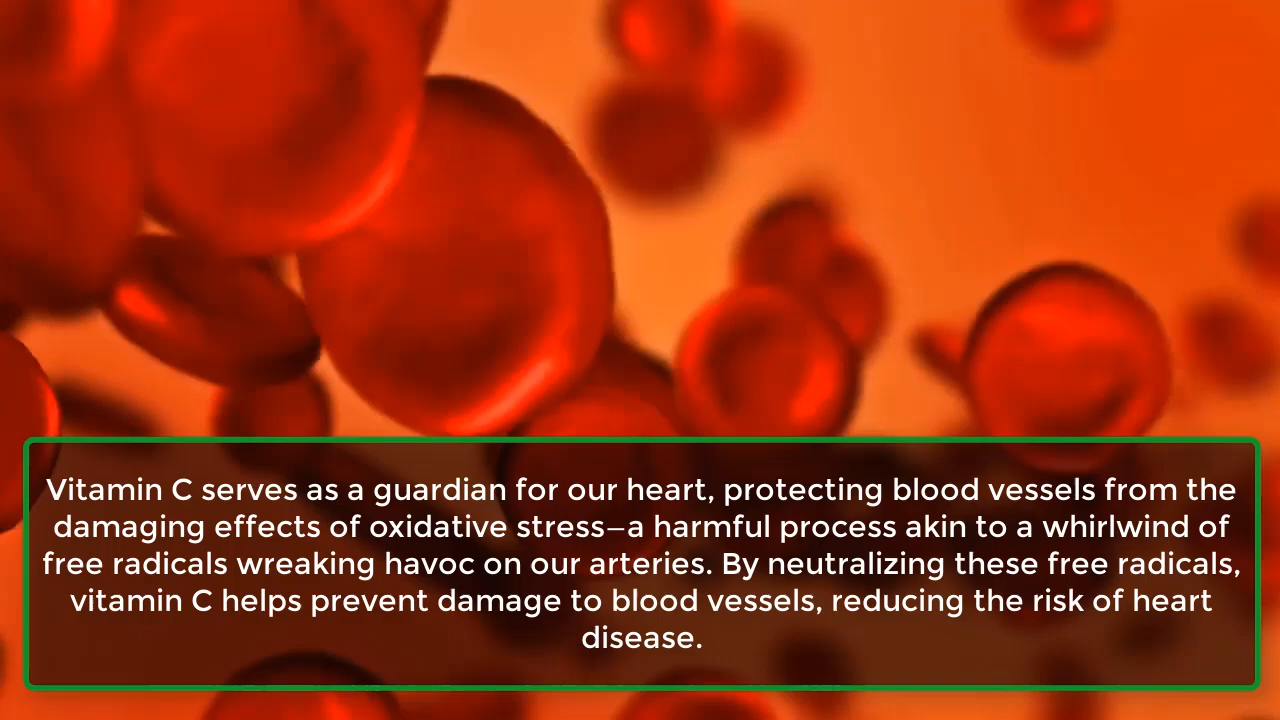 Vitamin C serves as a guardian for our heart, protecting blood vessels from the
damaging effects of oxidative stress—a harmful process akin to a whirlwind of
free radicals wreaking havoc on our arteries. By neutralizing these free radicals,
vitamin C helps prevent damage to blood vessels, reducing the risk of heart
disease.